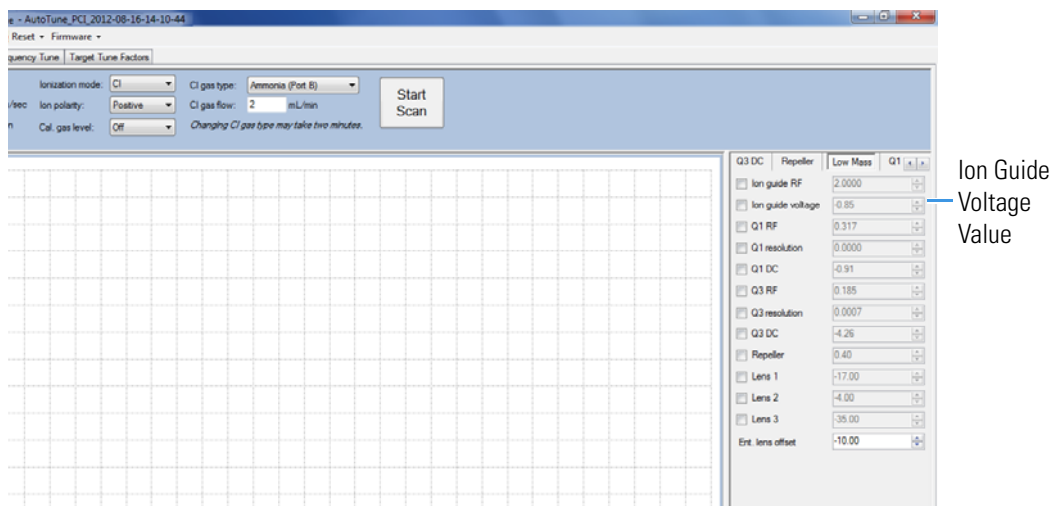 e - AutoTune_PCI_2012-08-16-14-10-44
Reset Firmware
quency Tune Target Tune Factors
Ionization mode: CI CI gas type: Ammonia (Port B)
/sec Ion polarity: Positive CI gas flow: 2 mL/min
n Cal. gas level: Off Changing CI gas type may take two minutes.
Start
Scan
Q3 DC Repeller Low Mass Q1
Ion guide RF 2.0000
Ion guide voltage -0.85
Q1 RF 0.317
Q1 resolution 0.0000
Q1 DC -0.91
Q3 RF 0.185
Q3 resolution 0.0007
Q3 DC -4.26
Repeller 0.40
Lens 1 -17.00
Lens 2 -4.00
Lens 3 -35.00
Ent. lens offset -10.00
Ion Guide
Voltage
Value